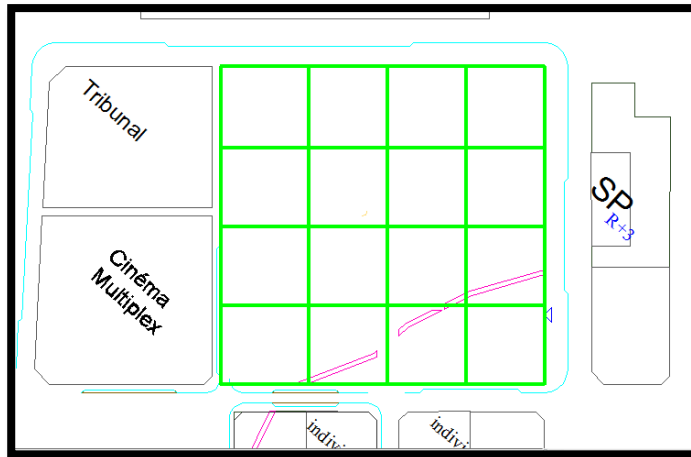 Tribunal
SP
R+3
Cinéma
Multiplex
indivi
indivi